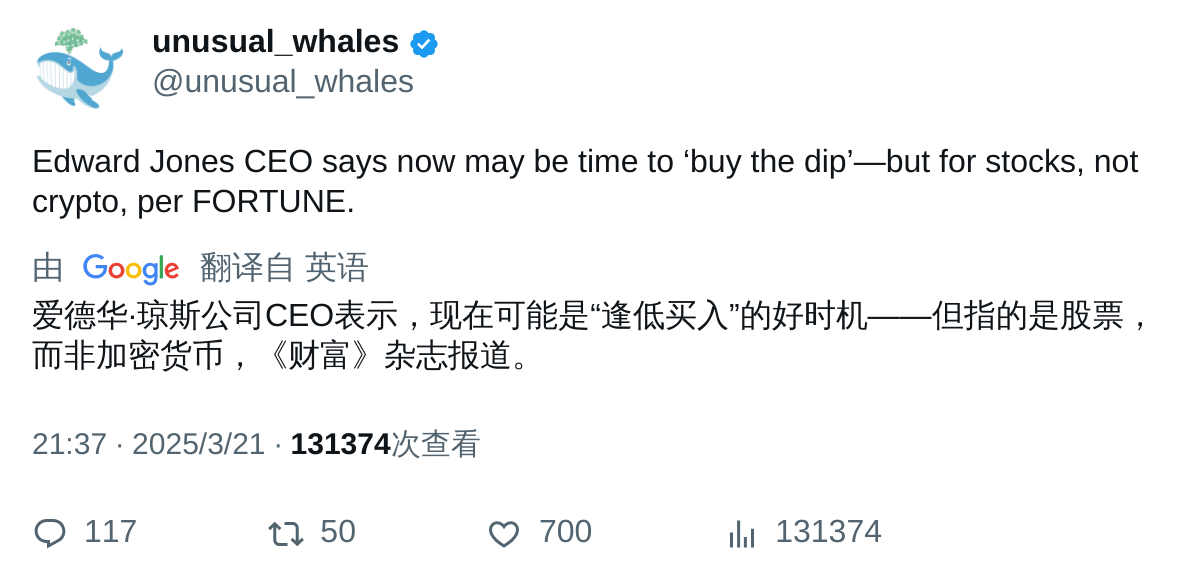 unusual_whales
@unusual_whales
Edward Jones CEO says now may be time to ‘buy the dip’—but for stocks, not
crypto, per FORTUNE.
由 Google 翻译自 英语
爱德华·琼斯公司CEO表示，现在可能是“逢低买入”的好时机——但指的是股票，
而非加密货币，《财富》杂志报道。
21:37 · 2025/3/21 · 131374次查看
117 50 700 131374